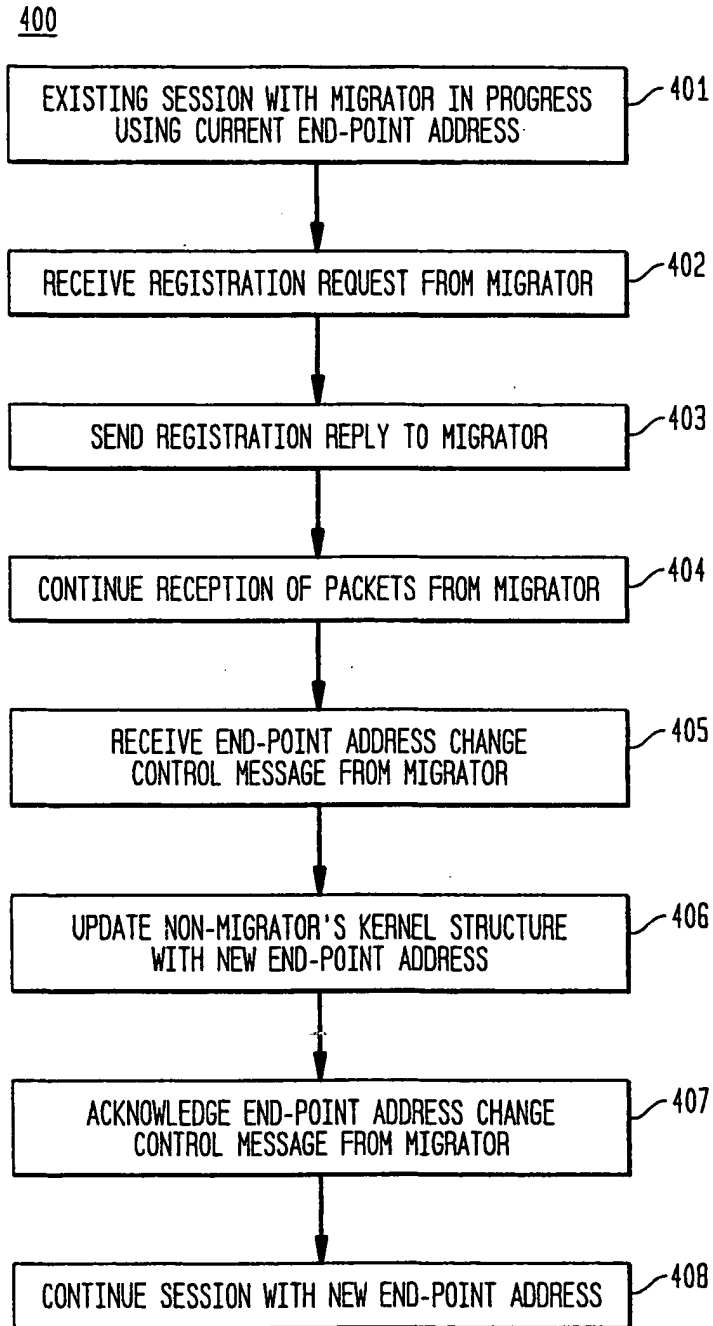 400
EXISTING SESSION WITH MIGRATOR IN PROGRESS
USING CURRENT END-POINT ADDRESS
401
RECEIVE REGISTRATION REQUEST FROM MIGRATOR
402
SEND REGISTRATION REPLY TO MIGRATOR
403
CONTINUE RECEPTION OF PACKETS FROM MIGRATOR
404
RECEIVE END-POINT ADDRESS CHANGE
CONTROL MESSAGE FROM MIGRATOR
405
UPDATE NON-MIGRATOR'S KERNEL STRUCTURE
WITH NEW END-POINT ADDRESS
406
ACKNOWLEDGE END-POINT ADDRESS CHANGE
CONTROL MESSAGE FROM MIGRATOR
407
CONTINUE SESSION WITH NEW END-POINT ADDRESS
408